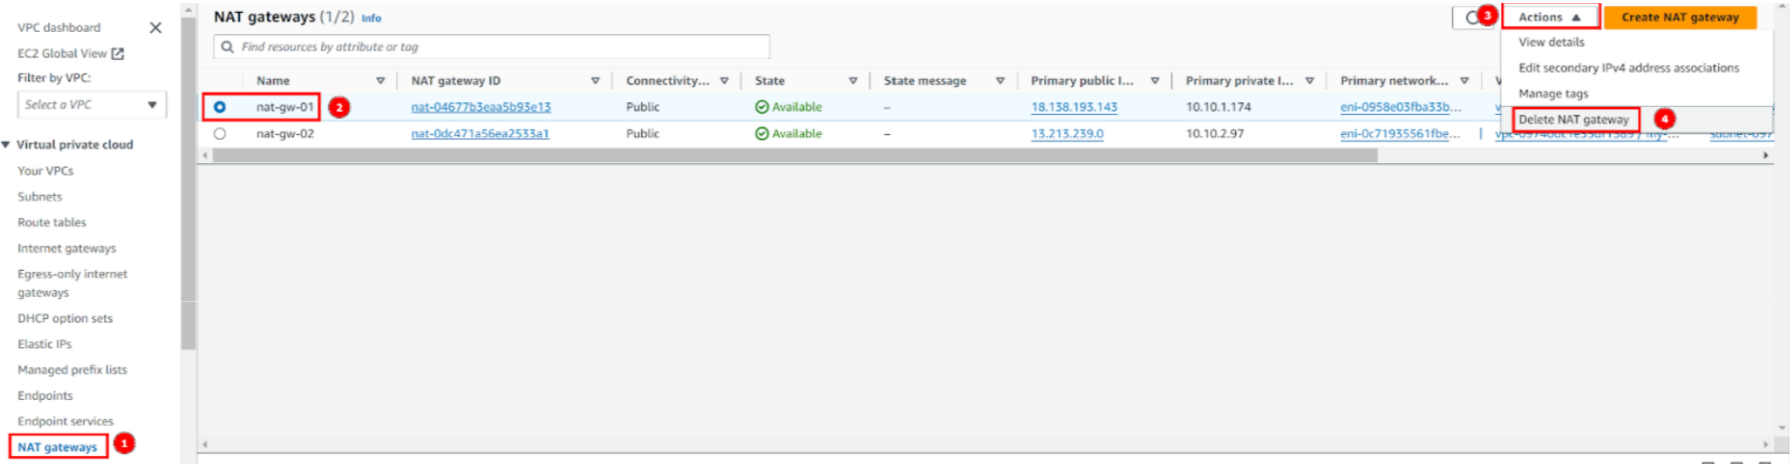 VPC dashboard
EC2 Global View
Filter by VPC:
Select a VPC
Virtual private cloud
Your VPCs
Subnets
Route tables
Internet gateways
Egress-only internet
gateways
DHCP option sets
Elastic IPs
Managed prefix lists
Endpoints
Endpoint services
NAT gateways 1
NAT gateways (1/2) Info
3 Actions Create NAT gateway
Find resources by attribute or tag
View details
Edit secondary IPv4 address associations
Manage tags
Delete NAT gateway 4
Name NAT gateway ID Connectivity... State State message Primary public I... Primary private I... Primary network... V
nat-gw-01 2 nat-04677b3eaa5b93e13 Public Available – 18.138.193.143 10.10.1.174 eni-0958e03fba33b...
nat-gw-02 nat-0dc471a56ea2533a1 Public Available – 13.213.239.0 10.10.2.97 eni-0c71935561fbe...